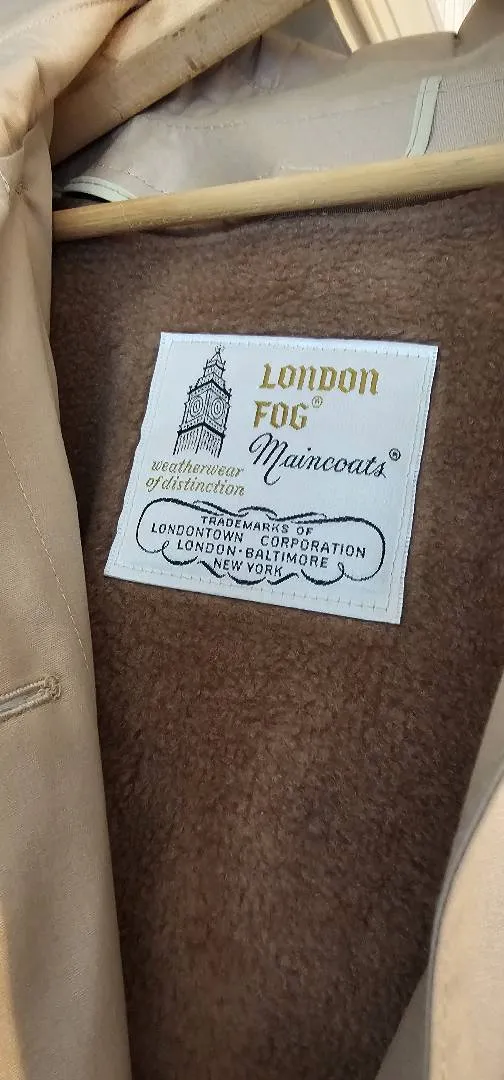 LONDON
FOG®
Maincoats®
weatherwear
of distinction
TRADEMARKS OF
LONDONTOWN CORPORATION
LONDON · BALTIMORE
NEW YORK